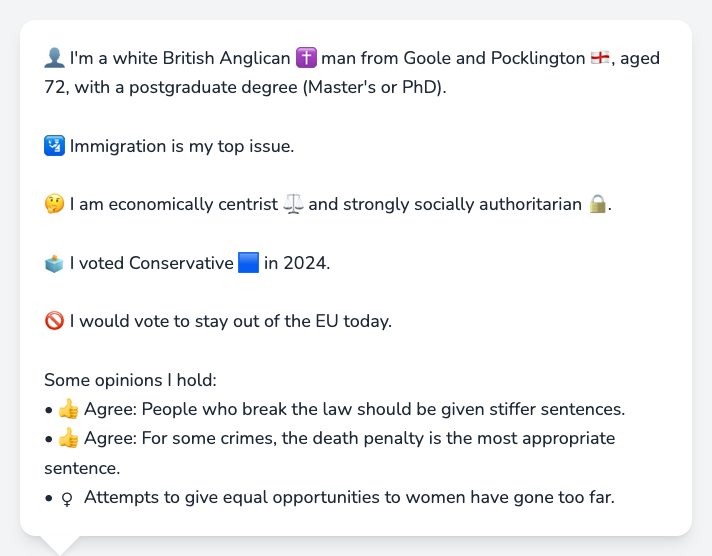 👤 I'm a white British Anglican ✝️ man from Goole and Pocklington 🏴󠁧󠁢󠁥󠁮󠁧󠁿, aged
72, with a postgraduate degree (Master's or PhD).
🛂 Immigration is my top issue.
🤔 I am economically centrist ⚖️ and strongly socially authoritarian 🔒.
🗳️ I voted Conservative 🟦 in 2024.
🚫 I would vote to stay out of the EU today.
Some opinions I hold:
• 👍 Agree: People who break the law should be given stiffer sentences.
• 👍 Agree: For some crimes, the death penalty is the most appropriate
sentence.
• ♀ Attempts to give equal opportunities to women have gone too far.